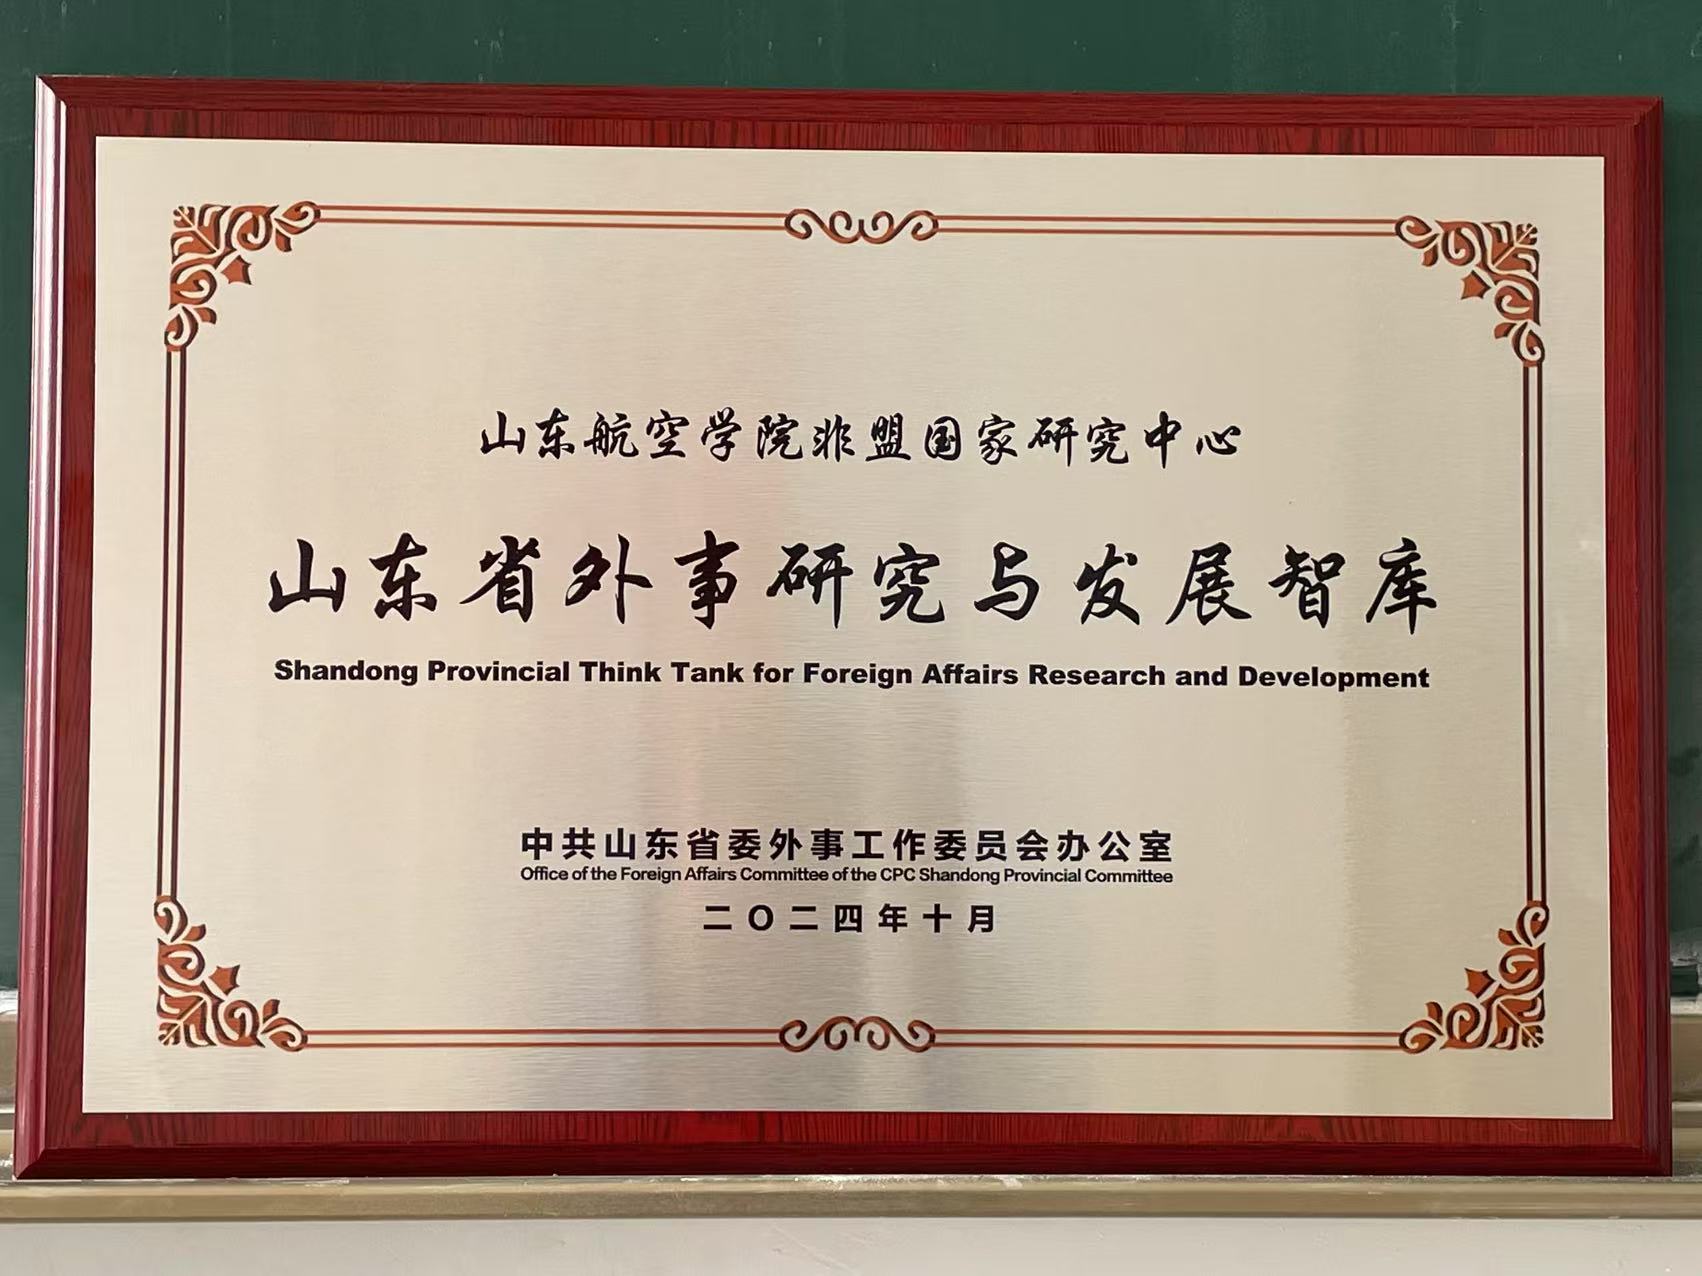 山东航空学院非盟国家研究中心
山东省外事研究与发展智库
Shandong Provincial Think Tank for Foreign Affairs Research and Development
中共山东省委外事工作委员会办公室
Office of the Foreign Affairs Committee of the CPC Shandong Provincial Committee
二〇二四年十月